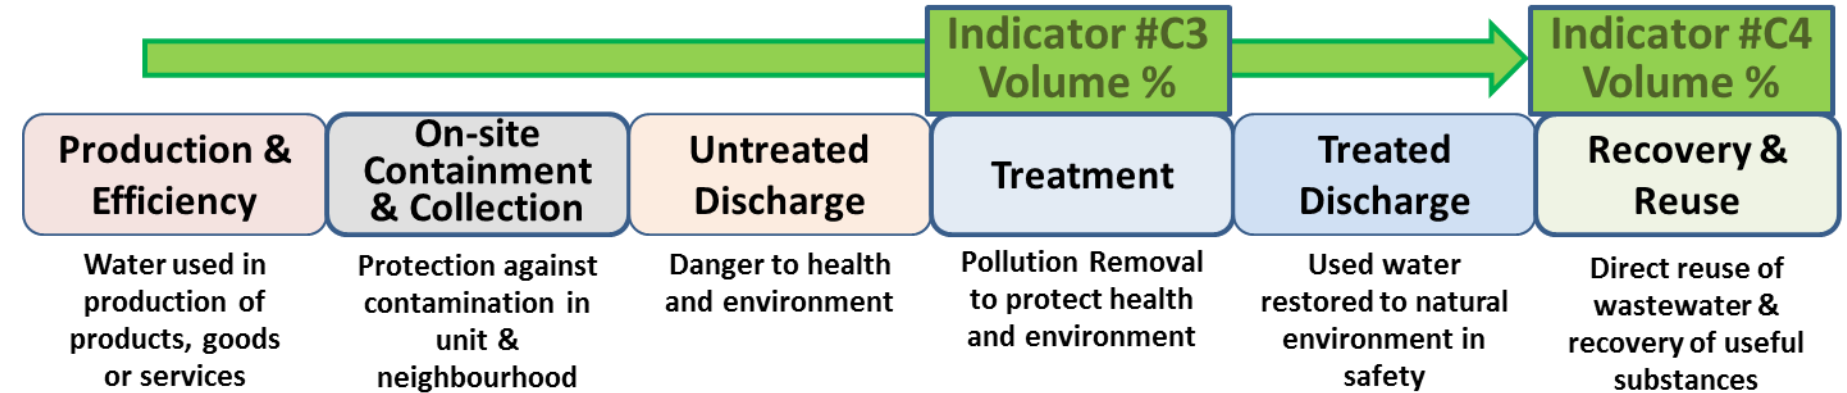 Indicator #C3
Volume %
Indicator #C4
Volume %
Production &
Efficiency
On-site
Containment
& Collection
Untreated
Discharge
Treatment
Treated
Discharge
Recovery &
Reuse
Water used in
production of
products, goods
or services
Protection against
contamination in
unit &
neighbourhood
Danger to health
and environment
Pollution Removal
to protect health
and environment
Used water
restored to natural
environment in
safety
Direct reuse of
wastewater &
recovery of useful
substances